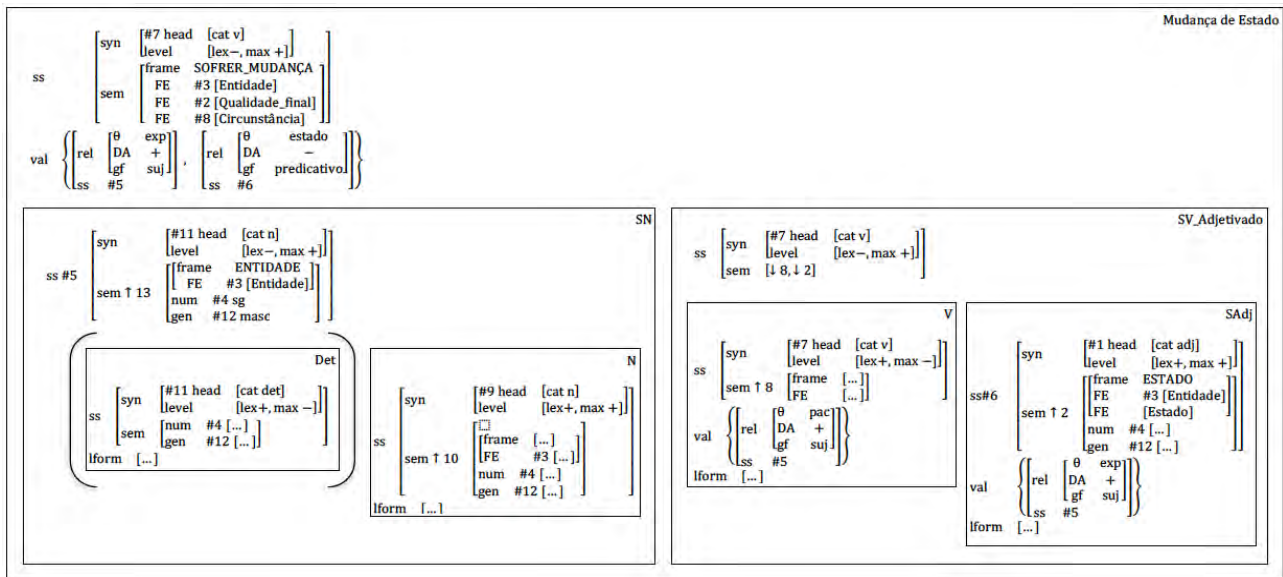 Mudança de Estado
ss
syn [#7 head [cat v]
level [lex−, max +]]
sem [frame SOFRER_MUDANÇA
FE #3 [Entidade]
FE #2 [Qualidade_final]
FE #8 [Circunstância]]
val {[rel [θ exp
DA +
gf suj]
ss #5] , [rel [θ estado
DA −
gf predicativo]
ss #6]}
SN
ss #5
syn [#11 head [cat n]
level [lex−, max +]]
sem ↑ 13 [[frame ENTIDADE
FE #3 [Entidade]]
num #4 sg
gen #12 masc]
Det
ss
syn [#11 head [cat det]
level [lex+, max −]]
sem [num #4 […]
gen #12 […]]
lform […]
N
ss
syn [#9 head [cat n]
level [lex+, max +]]
sem ↑ 10 [[frame […]
FE #3 […]]
num #4 […]
gen #12 […]]
lform […]
SV_Adjetivado
ss
syn [#7 head [cat v]
level [lex−, max +]]
sem [↓ 8,↓ 2]
V
ss
syn [#7 head [cat v]
level [lex+, max −]]
sem ↑ 8 [frame […]
FE […]]
val {[rel [θ pac
DA +
gf suj]
ss #5]}
lform […]
SAdj
ss#6
syn [#1 head [cat adj]
level [lex+, max +]]
sem ↑ 2 [[frame ESTADO
FE #3 [Entidade]
FE [Estado]]
num #4 […]
gen #12 […]]
val {[rel [θ exp
DA +
gf suj]
ss #5]}
lform […]